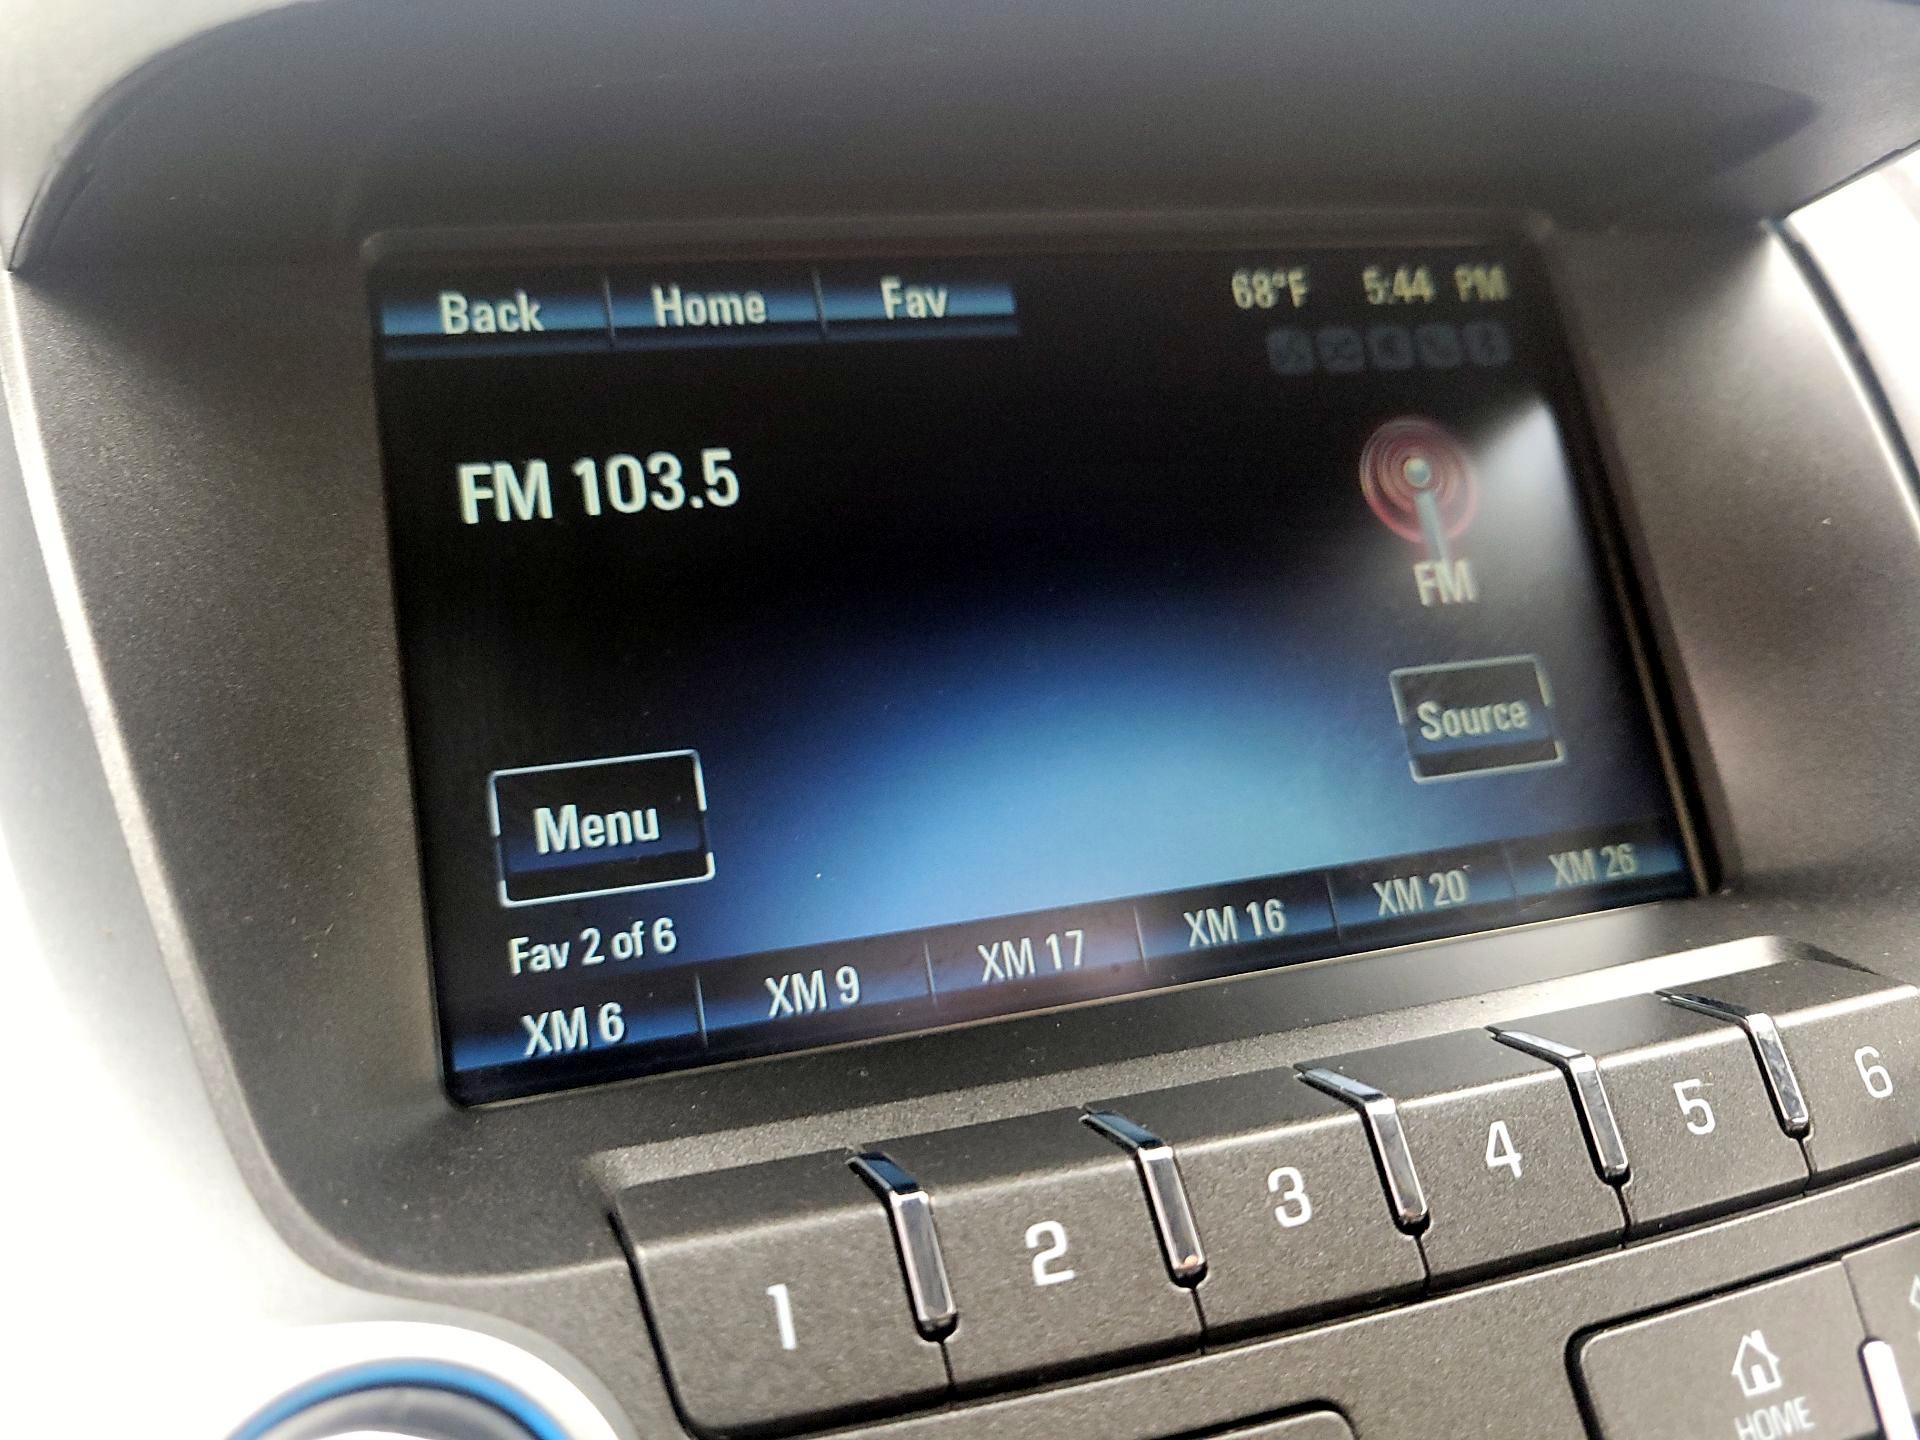 Back Home Fav 68°F 5:44 PM
FM 103.5
FM
Source
Menu
Fav 2 of 6
XM 6 XM 9 XM 17 XM 16 XM 20 XM 26
1 2 3 4 5 6
HOME